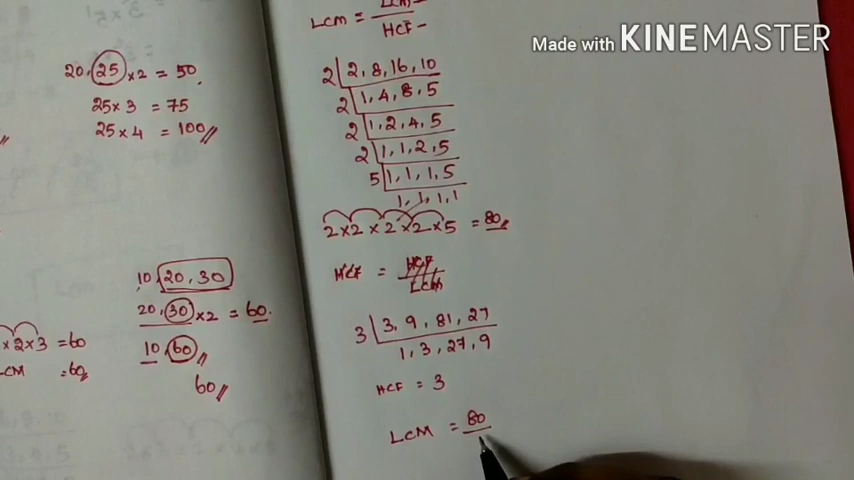 Made with KINEMASTER
20, 25 × 2 = 50
25 × 3 = 75
25 × 4 = 100
10, 20, 30
20, 30 × 2 = 60.
10, 60
60
× 2 × 3 = 60
LCM = 60
LCM = LCM
HCF
2 | 2, 8, 16, 10
2 | 1, 4, 8, 5
2 | 1, 2, 4, 5
2 | 1, 1, 2, 5
5 | 1, 1, 1, 5
1, 1, 1, 1
2 × 2 × 2 × 2 × 5 = 80
HCF = HCF
LCM
3 | 3, 9, 81, 27
1, 3, 27, 9
HCF = 3
LCM = 80